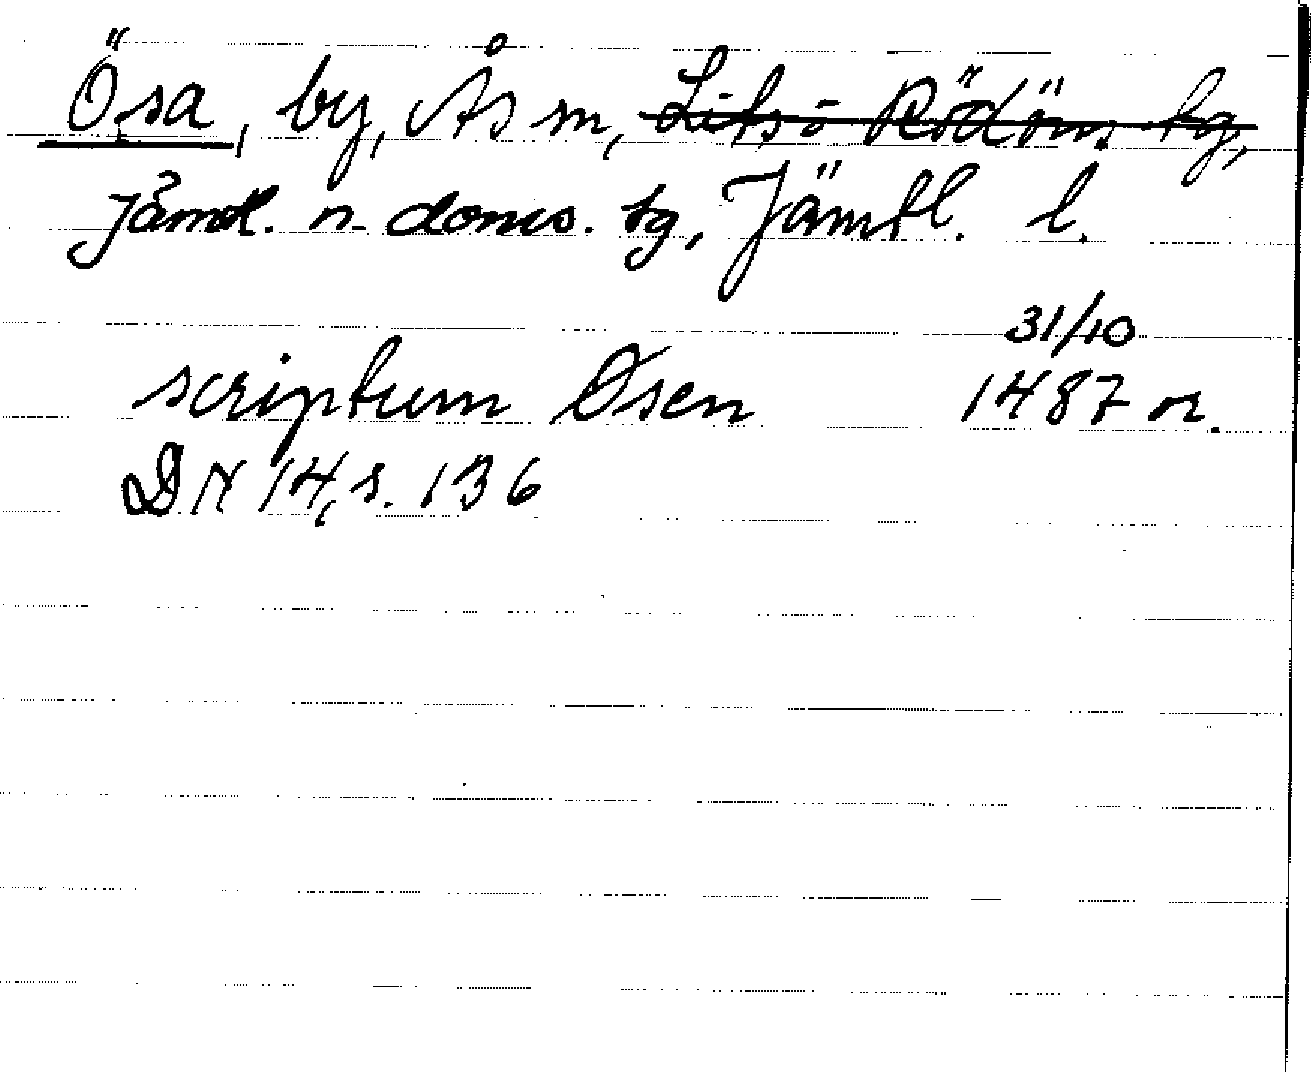 Ösa, by, Ås sn, Lits o Rödöns tg,
Jämtl. n. doms. tg, Jämtl. l.
31/10
scriptum Øsen 1487 or.
DN 14, s. 136